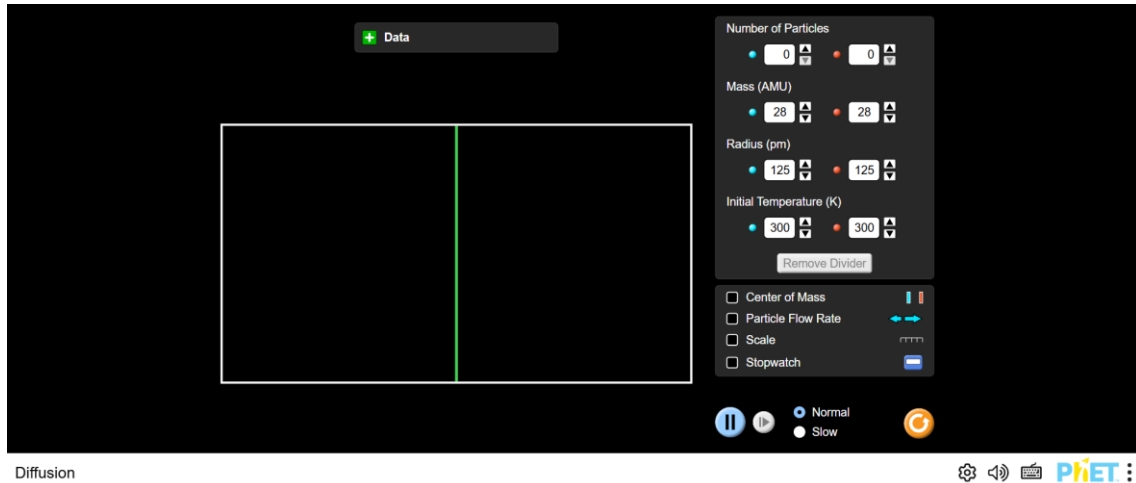 Data
Number of Particles
0 0
Mass (AMU)
28 28
Radius (pm)
125 125
Initial Temperature (K)
300 300
Remove Divider
Center of Mass
Particle Flow Rate
Scale
Stopwatch
Normal
Slow
Diffusion
PhET